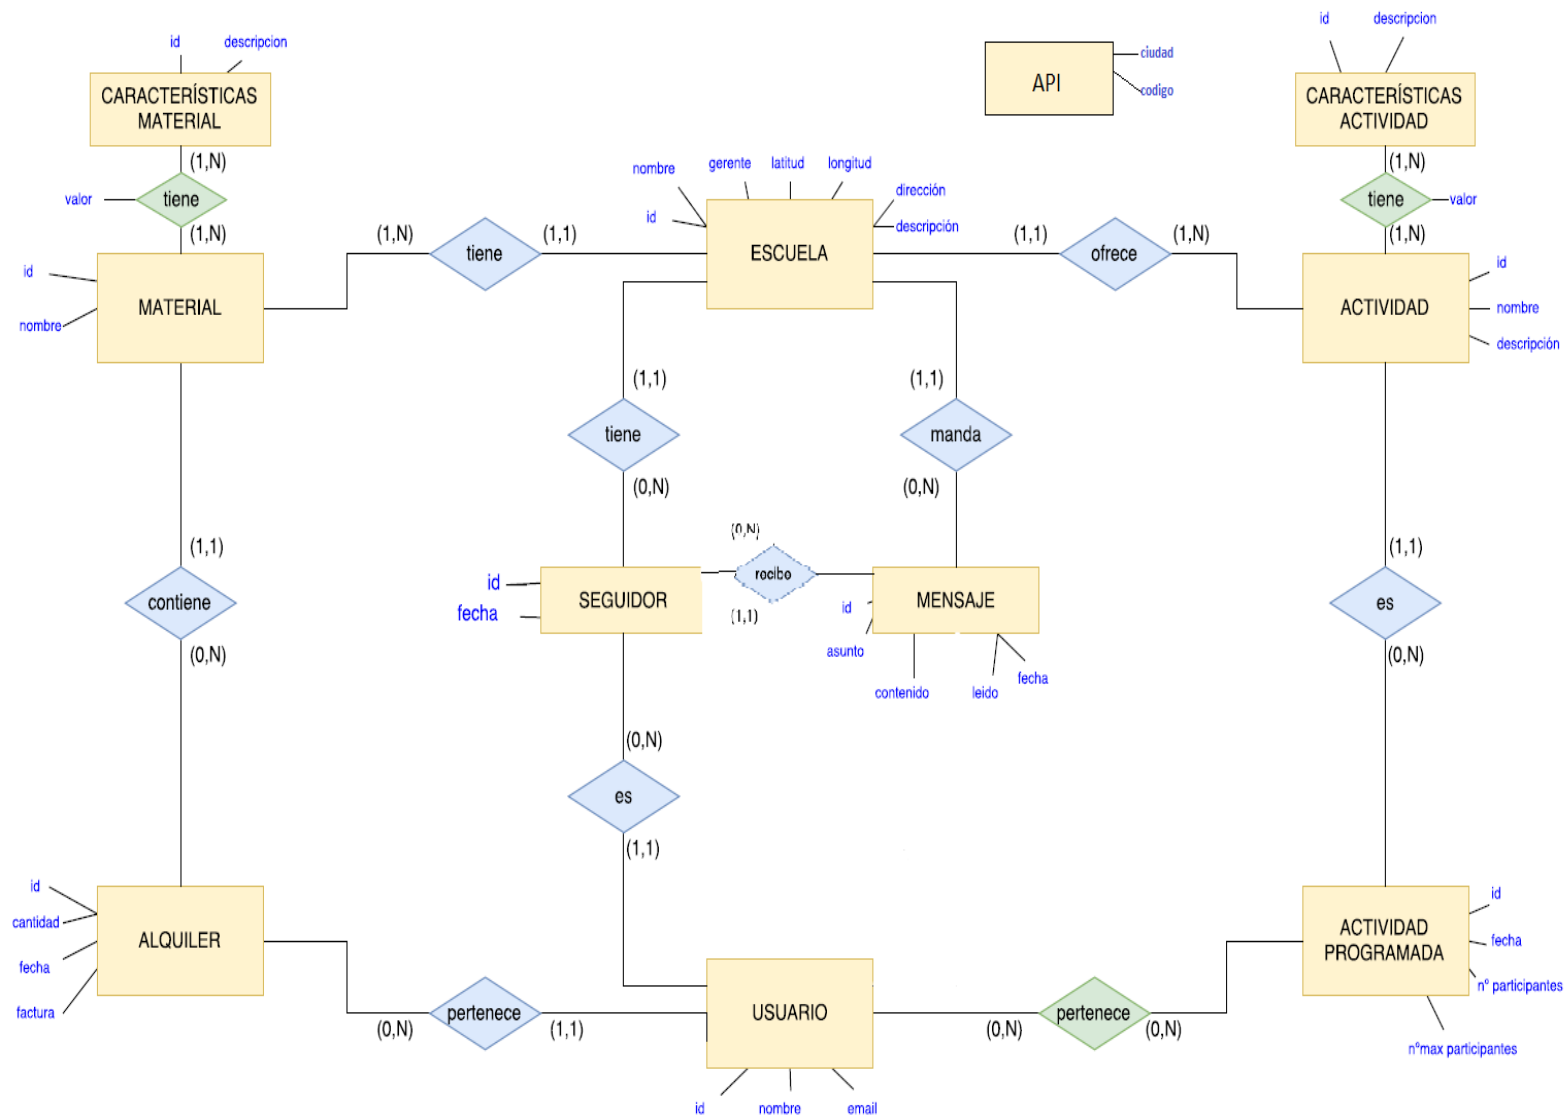 id
descripcion
CARACTERÍSTICAS
MATERIAL
(1,N)
valor
tiene
(1,N)
id
nombre
MATERIAL
(1,N)
tiene
(1,1)
nombre
gerente
latitud
longitud
id
dirección
descripción
ESCUELA
API
ciudad
codigo
id
descripcion
CARACTERÍSTICAS
ACTIVIDAD
(1,N)
tiene
valor
(1,N)
(1,1)
ofrece
(1,N)
ACTIVIDAD
id
nombre
descripción
(1,1)
tiene
(0,N)
(1,1)
manda
(0,N)
(1,1)
contiene
(0,N)
id
fecha
SEGUIDOR
(0,N)
recibe
(1,1)
MENSAJE
id
asunto
contenido
leido
fecha
(1,1)
es
(0,N)
(0,N)
es
(1,1)
id
cantidad
fecha
factura
ALQUILER
(0,N)
pertenece
(1,1)
USUARIO
id
nombre
email
(0,N)
pertenece
(0,N)
ACTIVIDAD
PROGRAMADA
id
fecha
nº participantes
nºmax participantes